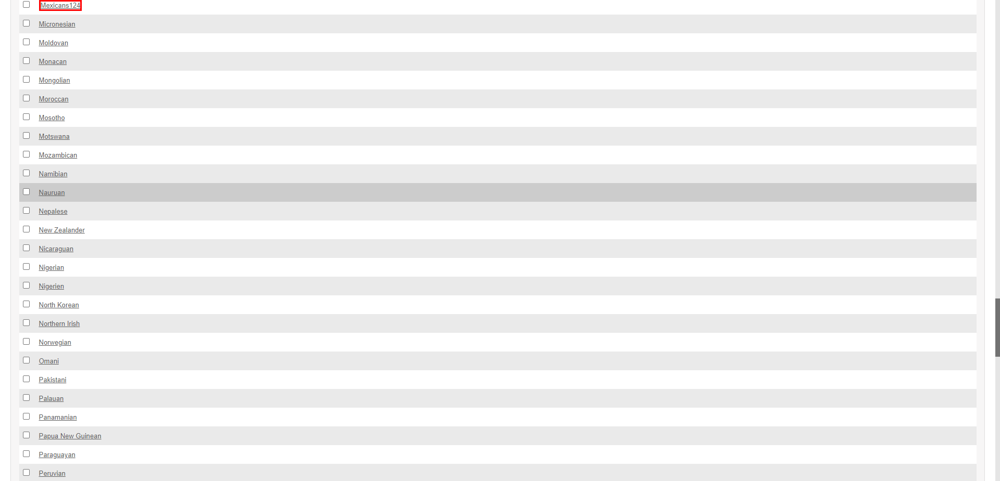 Mexicans124
Micronesian
Moldovan
Monacan
Mongolian
Moroccan
Mosotho
Motswana
Mozambican
Namibian
Nauruan
Nepalese
New Zealander
Nicaraguan
Nigerian
Nigerien
North Korean
Northern Irish
Norwegian
Omani
Pakistani
Palauan
Panamanian
Papua New Guinean
Paraguayan
Peruvian